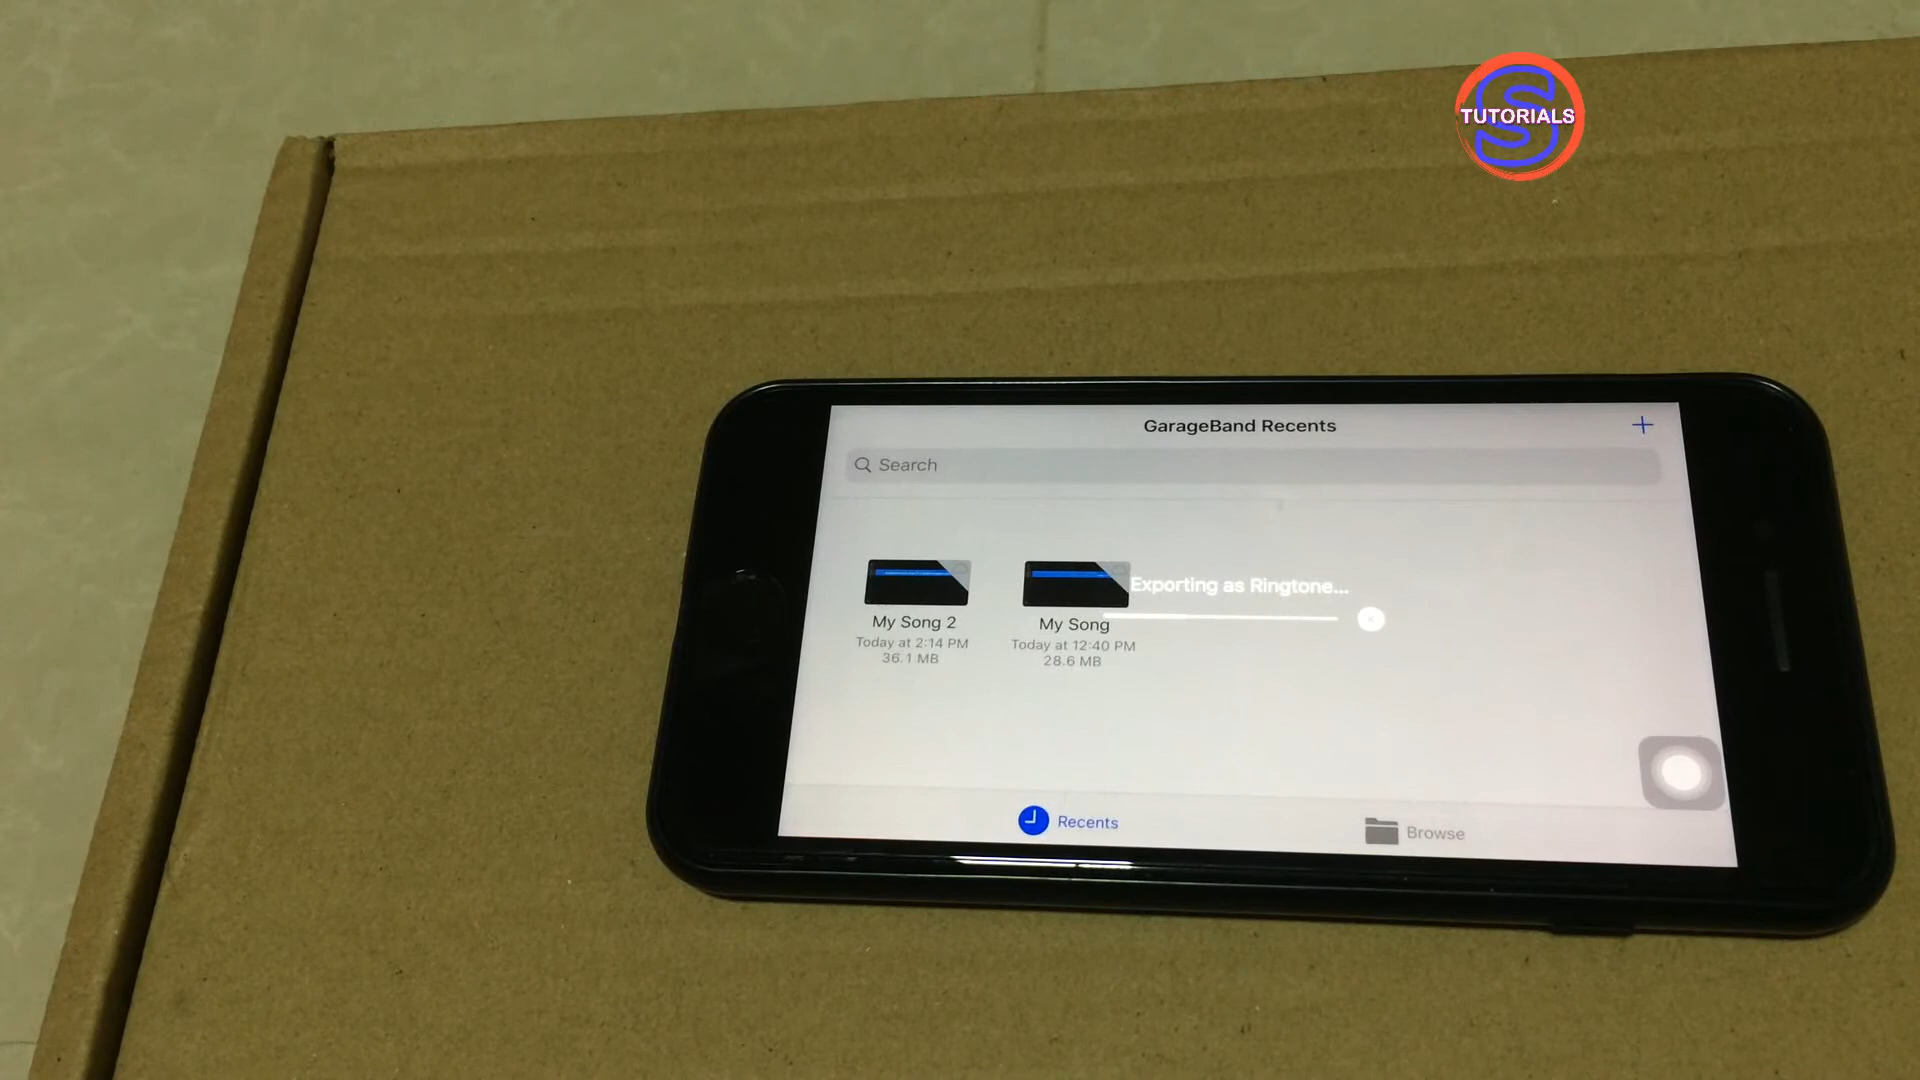 S
TUTORIALS
GarageBand Recents
Search
Exporting as Ringtone...
My Song 2
Today at 2:14 PM
36.1 MB
My Song
Today at 12:40 PM
28.6 MB
Recents
Browse